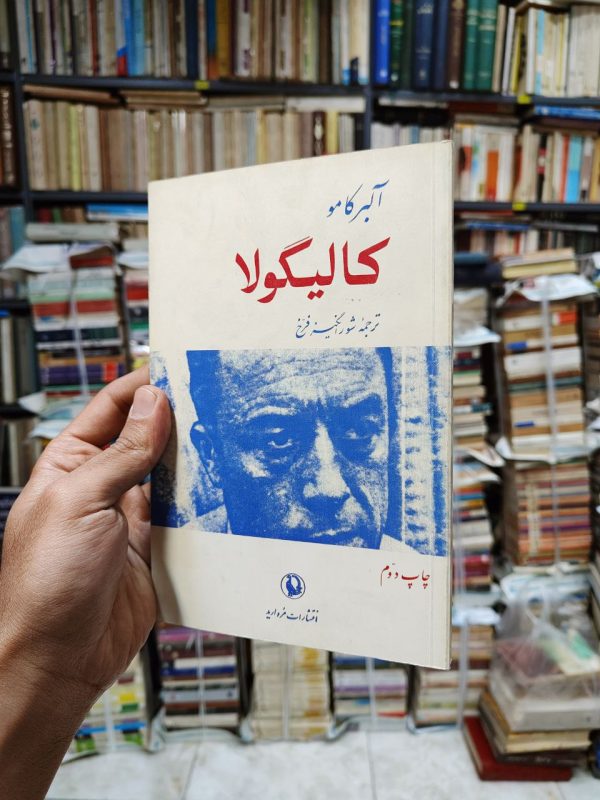 آلبر کامو
کالیگولا
ترجمهٔ شورانگیز فرخ
چاپ دوم
انتشارات مروارید